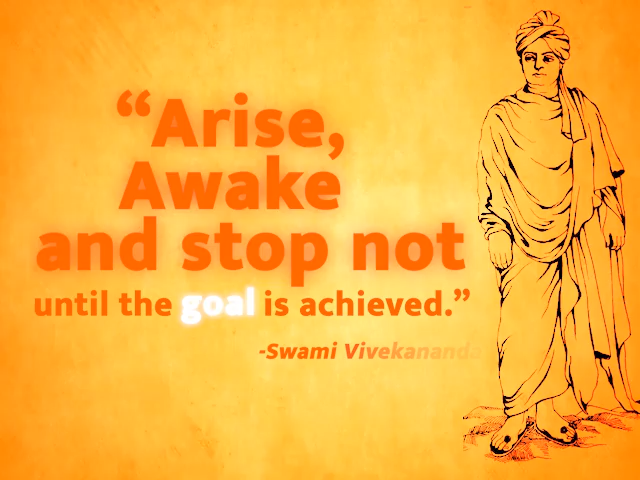 “Arise,
Awake
and stop not
until the goal is achieved.”
-Swami Vivekananda